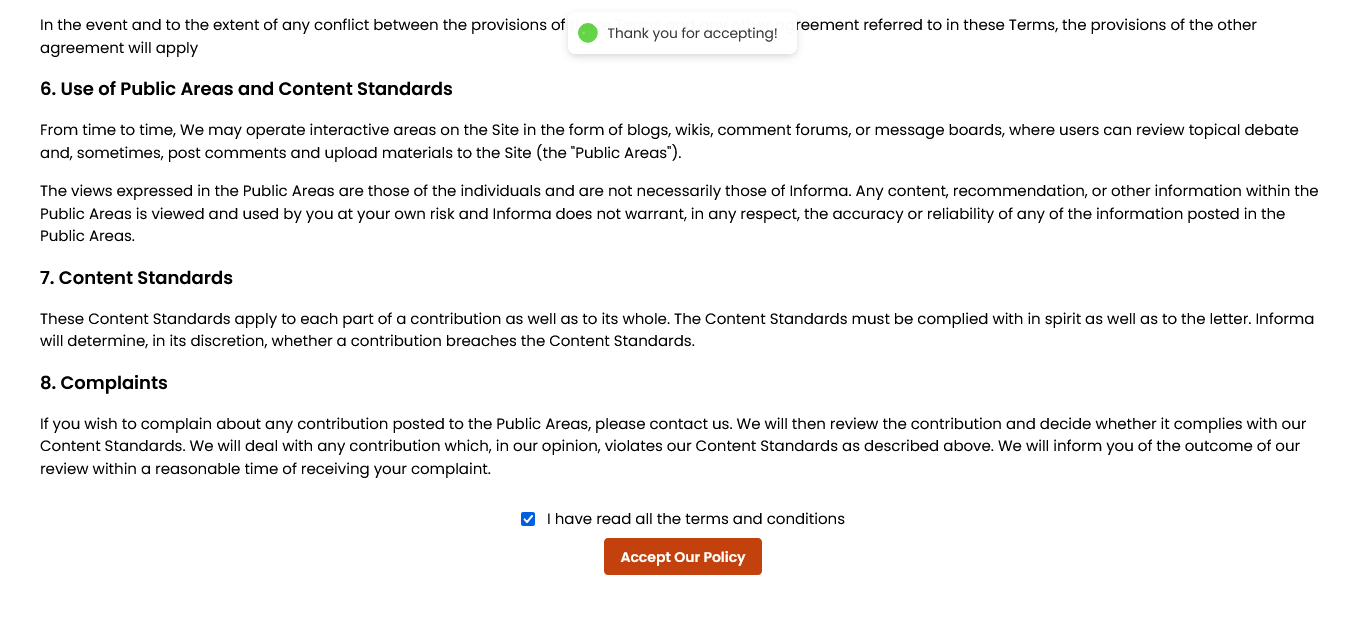 In the event and to the extent of any conflict between the provisions of greement referred to in these Terms, the provisions of the other
agreement will apply
Thank you for accepting!
6. Use of Public Areas and Content Standards
From time to time, We may operate interactive areas on the Site in the form of blogs, wikis, comment forums, or message boards, where users can review topical debate
and, sometimes, post comments and upload materials to the Site (the "Public Areas").
The views expressed in the Public Areas are those of the individuals and are not necessarily those of Informa. Any content, recommendation, or other information within the
Public Areas is viewed and used by you at your own risk and Informa does not warrant, in any respect, the accuracy or reliability of any of the information posted in the
Public Areas.
7. Content Standards
These Content Standards apply to each part of a contribution as well as to its whole. The Content Standards must be complied with in spirit as well as to the letter. Informa
will determine, in its discretion, whether a contribution breaches the Content Standards.
8. Complaints
If you wish to complain about any contribution posted to the Public Areas, please contact us. We will then review the contribution and decide whether it complies with our
Content Standards. We will deal with any contribution which, in our opinion, violates our Content Standards as described above. We will inform you of the outcome of our
review within a reasonable time of receiving your complaint.
I have read all the terms and conditions
Accept Our Policy